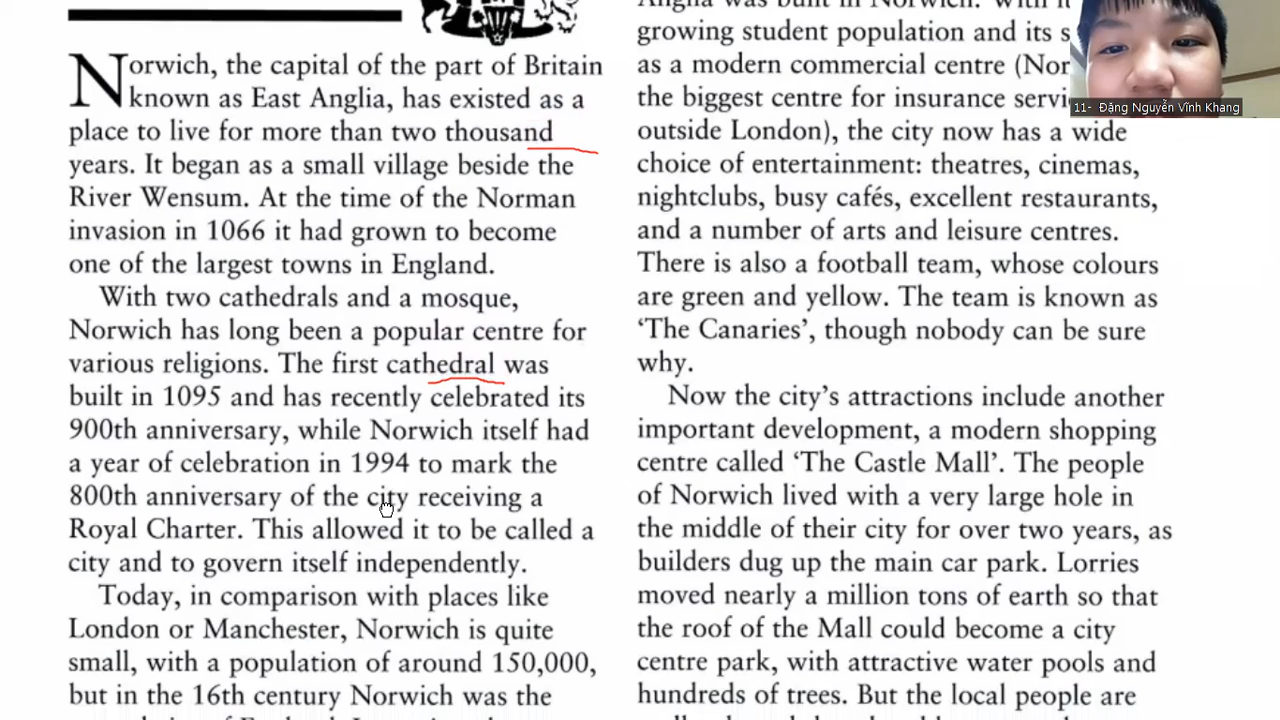 Norwich, the capital of the part of Britain
known as East Anglia, has existed as a
place to live for more than two thousand
years. It began as a small village beside the
River Wensum. At the time of the Norman
invasion in 1066 it had grown to become
one of the largest towns in England.
With two cathedrals and a mosque,
Norwich has long been a popular centre for
various religions. The first cathedral was
built in 1095 and has recently celebrated its
900th anniversary, while Norwich itself had
a year of celebration in 1994 to mark the
800th anniversary of the city receiving a
Royal Charter. This allowed it to be called a
city and to govern itself independently.
Today, in comparison with places like
London or Manchester, Norwich is quite
small, with a population of around 150,000,
but in the 16th century Norwich was the
Anglia was built in Norwich. With
growing student population and its
as a modern commercial centre
the biggest centre for insurance
outside London), the city now has a wide
choice of entertainment: theatres, cinemas,
nightclubs, busy cafés, excellent restaurants,
and a number of arts and leisure centres.
There is also a football team, whose colours
are green and yellow. The team is known as
‘The Canaries’, though nobody can be sure
why.
Now the city’s attractions include another
important development, a modern shopping
centre called ‘The Castle Mall’. The people
of Norwich lived with a very large hole in
the middle of their city for over two years, as
builders dug up the main car park. Lorries
moved nearly a million tons of earth so that
the roof of the Mall could become a city
centre park, with attractive water pools and
hundreds of trees. But the local people are
11- Đặng Nguyễn Vĩnh Khang